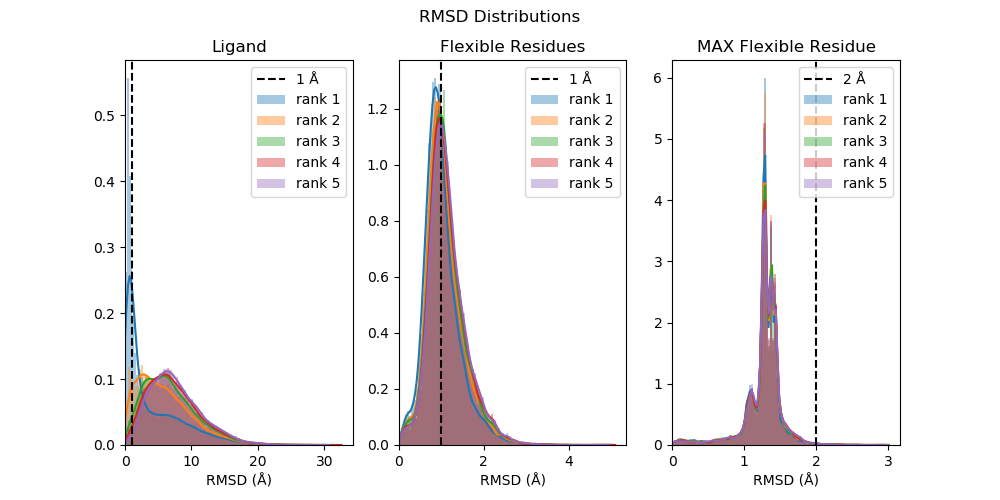 RMSD Distributions
Ligand
0.5
0.4
0.3
0.2
0.1
0.0
0
10
20
30
RMSD (Å)
1 Å
rank 1
rank 2
rank 3
rank 4
rank 5
Flexible Residues
1.2
1.0
0.8
0.6
0.4
0.2
0.0
0
2
4
RMSD (Å)
1 Å
rank 1
rank 2
rank 3
rank 4
rank 5
MAX Flexible Residue
6
5
4
3
2
1
0
0
1
2
3
RMSD (Å)
2 Å
rank 1
rank 2
rank 3
rank 4
rank 5